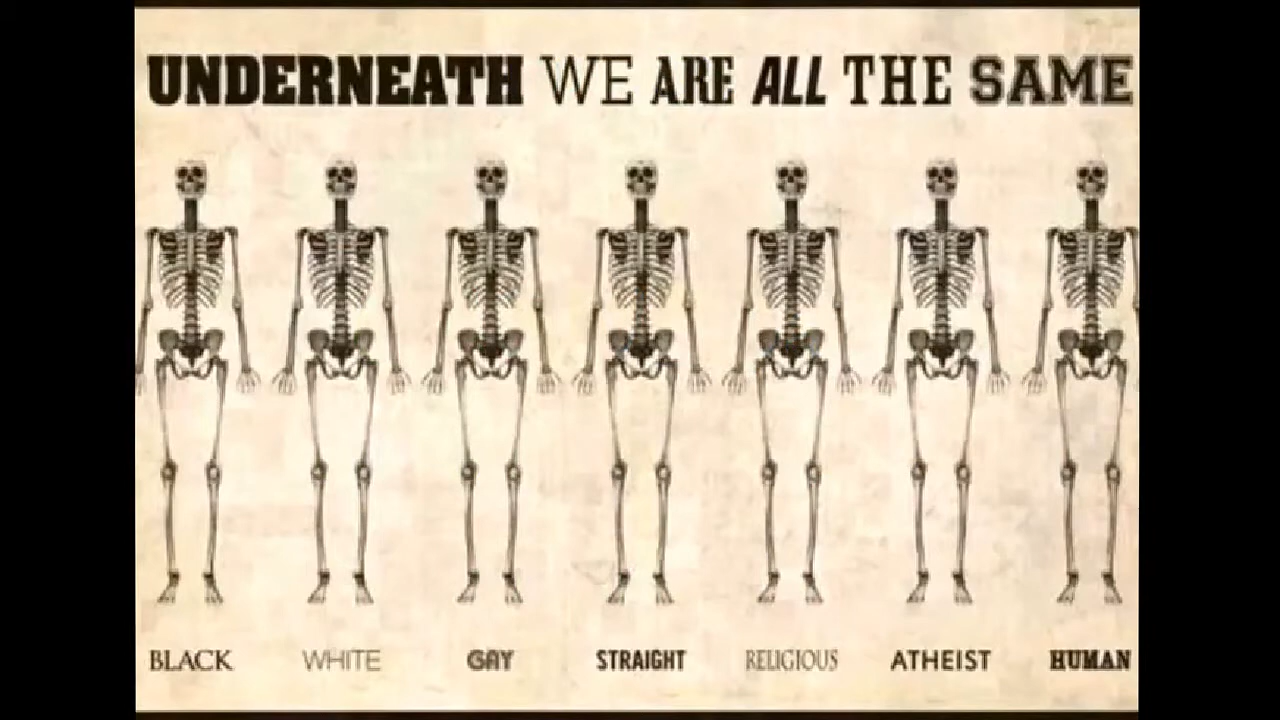 UNDERNEATH WE ARE ALL THE SAME
BLACK WHITE GAY STRAIGHT RELIGIOUS ATHEIST HUMAN